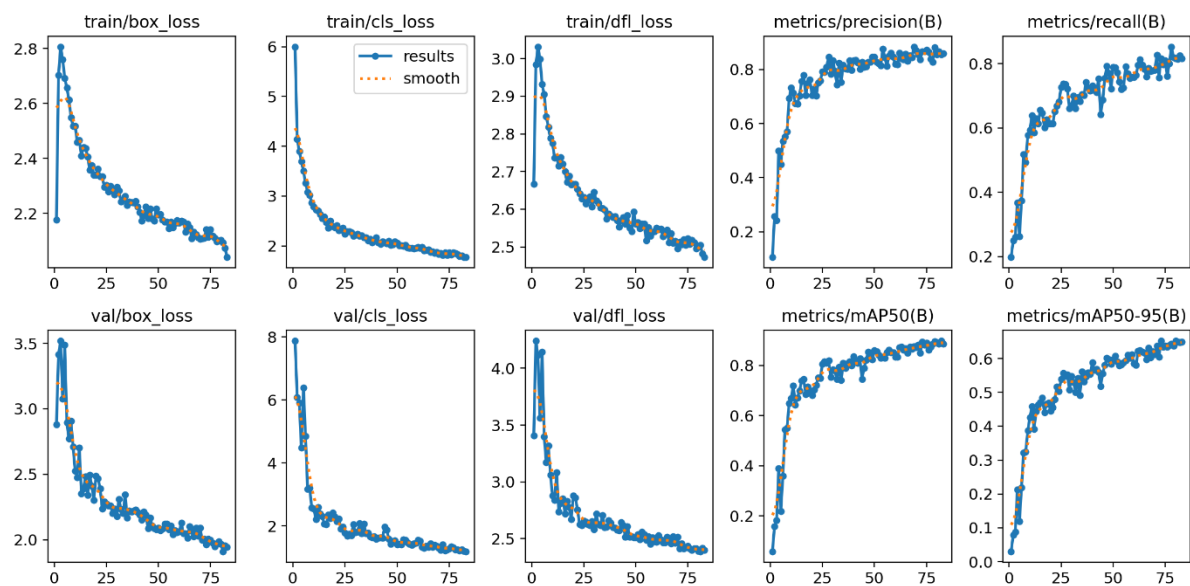 train/box_loss
train/cls_loss
train/dfl_loss
metrics/precision(B)
metrics/recall(B)
2.8
2.6
2.4
2.2
0 25 50 75
6
5
4
3
2
results
smooth
0 25 50 75
3.0
2.9
2.8
2.7
2.6
2.5
0 25 50 75
0.8
0.6
0.4
0.2
0 25 50 75
0.8
0.6
0.4
0.2
0 25 50 75
val/box_loss
val/cls_loss
val/dfl_loss
metrics/mAP50(B)
metrics/mAP50-95(B)
3.5
3.0
2.5
2.0
0 25 50 75
8
6
4
2
0 25 50 75
4.0
3.5
3.0
2.5
0 25 50 75
0.8
0.6
0.4
0.2
0 25 50 75
0.6
0.5
0.4
0.3
0.2
0.1
0.0
0 25 50 75